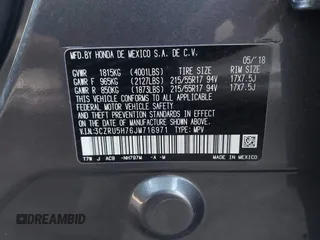 MFD.BY HONDA DE MEXICO S.A. DE C.V. 05/'18
GVWR 1815KG (4001LBS) TIRE SIZE RIM SIZE
GAWR F 965KG (2127LBS) 215/55R17 94V 17X7.5J
GAWR R 850KG (1873LBS) 215/55R17 94V 17X7.5J
THIS VEHICLE CONFORMS TO ALL APPLICABLE FEDERAL MOTOR VEHICLE SAFETY AND THEFT PREVENTION STANDARDS IN EFFECT ON THE DATE OF MANUFACTURE SHOWN ABOVE.
V.I.N:3CZRU5H76JM716971 TYPE: MPV
T7W J ACB -NH797M -A -M
MADE IN MEXICO